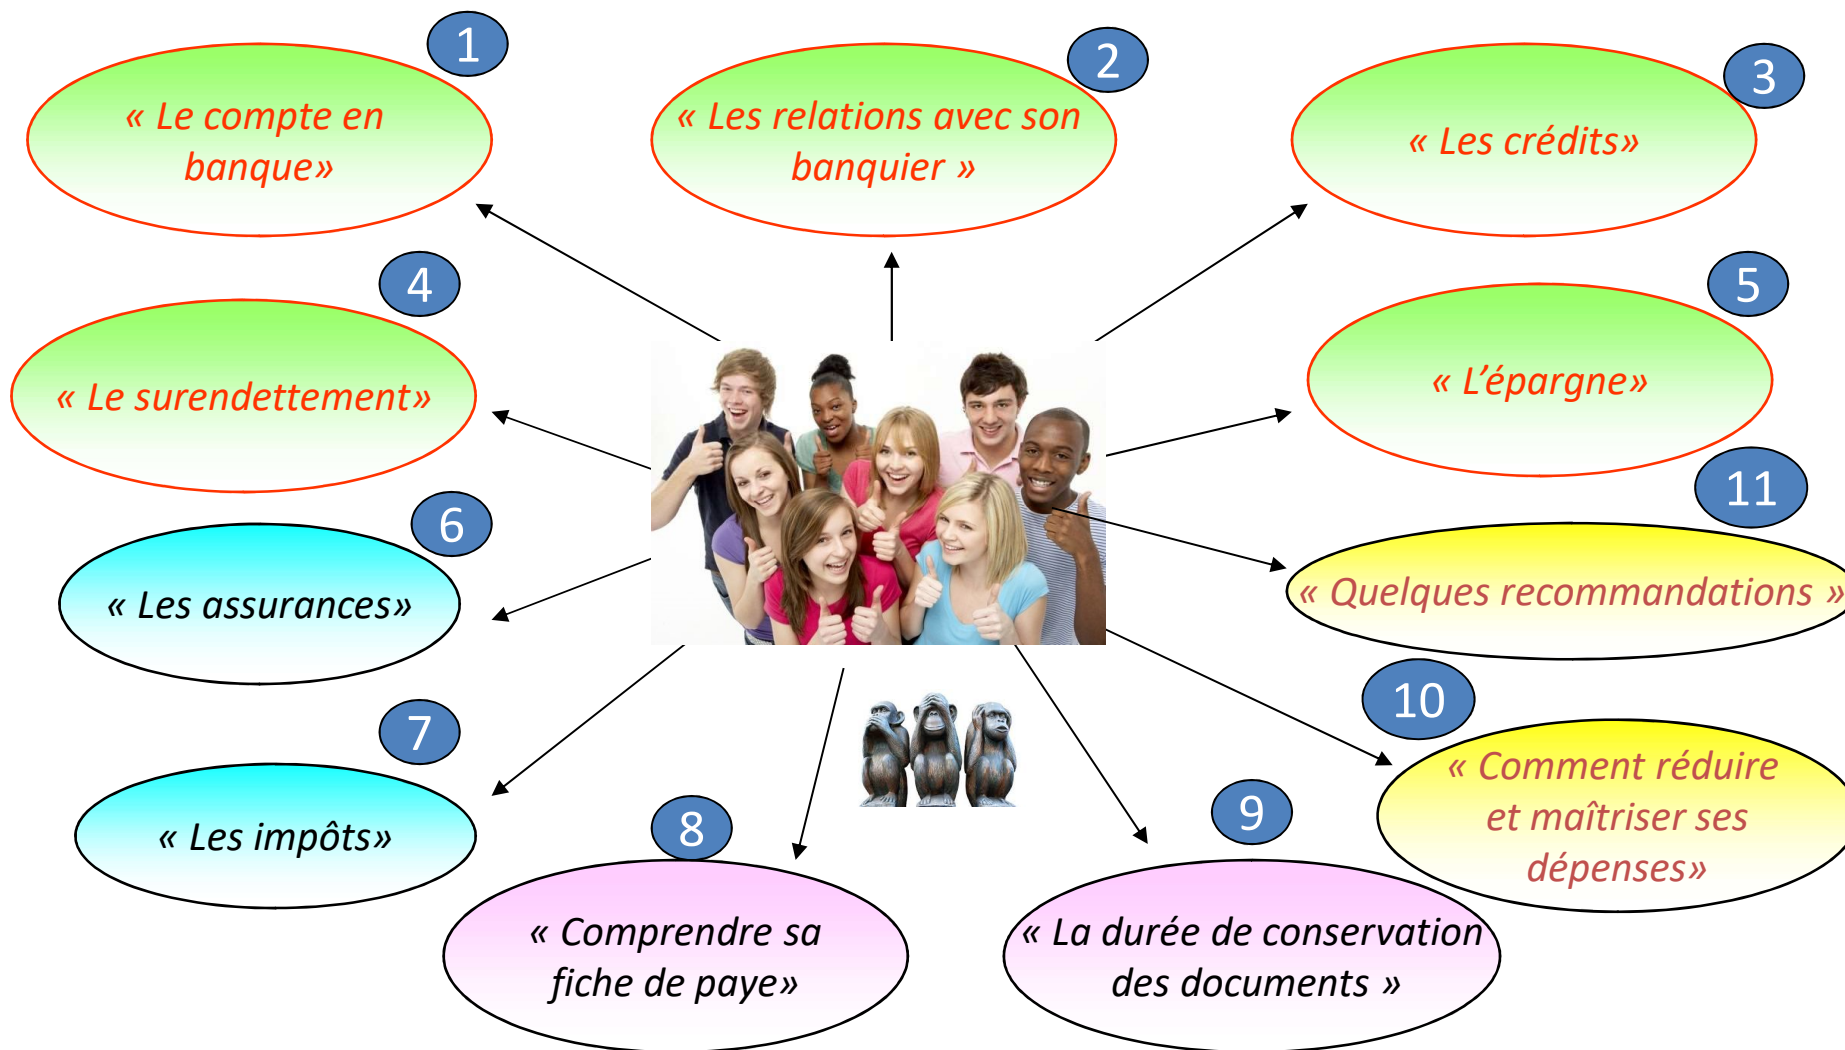 1
« Le compte en
banque»
2
« Les relations avec son
banquier »
3
« Les crédits»
4
« Le surendettement»
5
« L’épargne»
6
« Les assurances»
11
« Quelques recommandations »
7
« Les impôts»
10
« Comment réduire
et maîtriser ses
dépenses»
8
« Comprendre sa
fiche de paye»
9
« La durée de conservation
des documents »